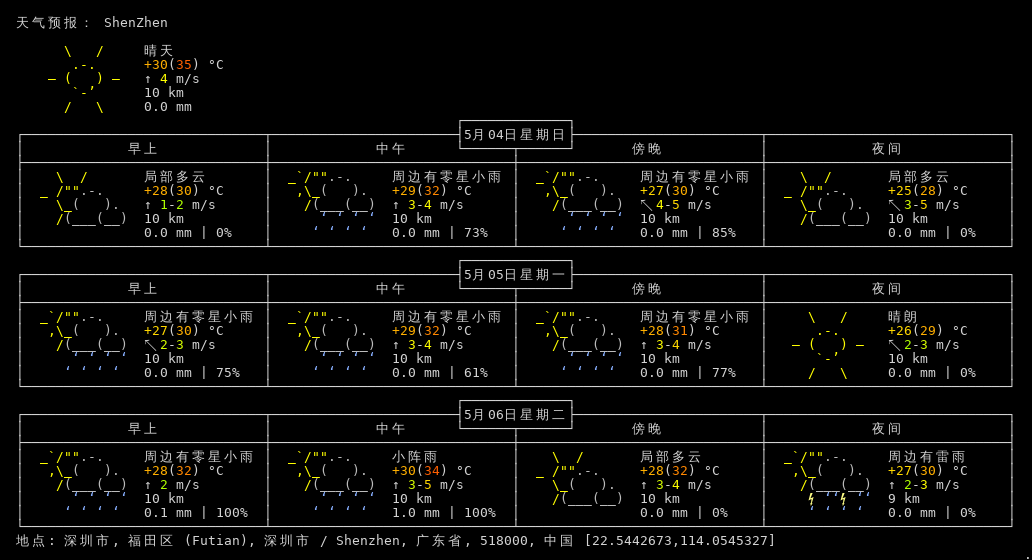 天气预报： ShenZhen
晴天
+30(35) °C
↑ 4 m/s
10 km
0.0 mm
5月04日星期日
早上 中午 傍晚 夜间
局部多云 周边有零星小雨 周边有零星小雨 局部多云
+28(30) °C +29(32) °C +27(30) °C +25(28) °C
↑ 1-2 m/s ↑ 3-4 m/s ↖ 4-5 m/s ↖ 3-5 m/s
10 km 10 km 10 km 10 km
0.0 mm | 0% 0.0 mm | 73% 0.0 mm | 85% 0.0 mm | 0%
5月05日星期一
早上 中午 傍晚 夜间
周边有零星小雨 周边有零星小雨 周边有零星小雨 晴朗
+27(30) °C +29(32) °C +28(31) °C +26(29) °C
↖ 2-3 m/s ↑ 3-4 m/s ↑ 3-4 m/s ↖ 2-3 m/s
10 km 10 km 10 km 10 km
0.0 mm | 75% 0.0 mm | 61% 0.0 mm | 77% 0.0 mm | 0%
5月06日星期二
早上 中午 傍晚 夜间
周边有零星小雨 小阵雨 局部多云 周边有雷雨
+28(32) °C +30(34) °C +28(32) °C +27(30) °C
↑ 2 m/s ↑ 3-5 m/s ↑ 3-4 m/s ↑ 2-3 m/s
10 km 10 km 10 km 9 km
0.1 mm | 100% 1.0 mm | 100% 0.0 mm | 0% 0.0 mm | 0%
地点: 深圳市, 福田区 (Futian), 深圳市 / Shenzhen, 广东省, 518000, 中国 [22.5442673,114.0545327]